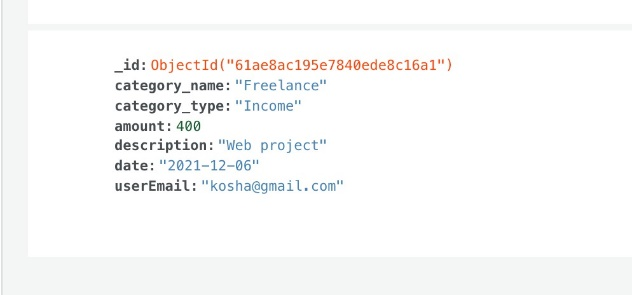 _id: ObjectId("61ae8ac195e7840ede8c16a1")
category_name: "Freelance"
category_type: "Income"
amount: 400
description: "Web project"
date: "2021-12-06"
userEmail: "kosha@gmail.com"